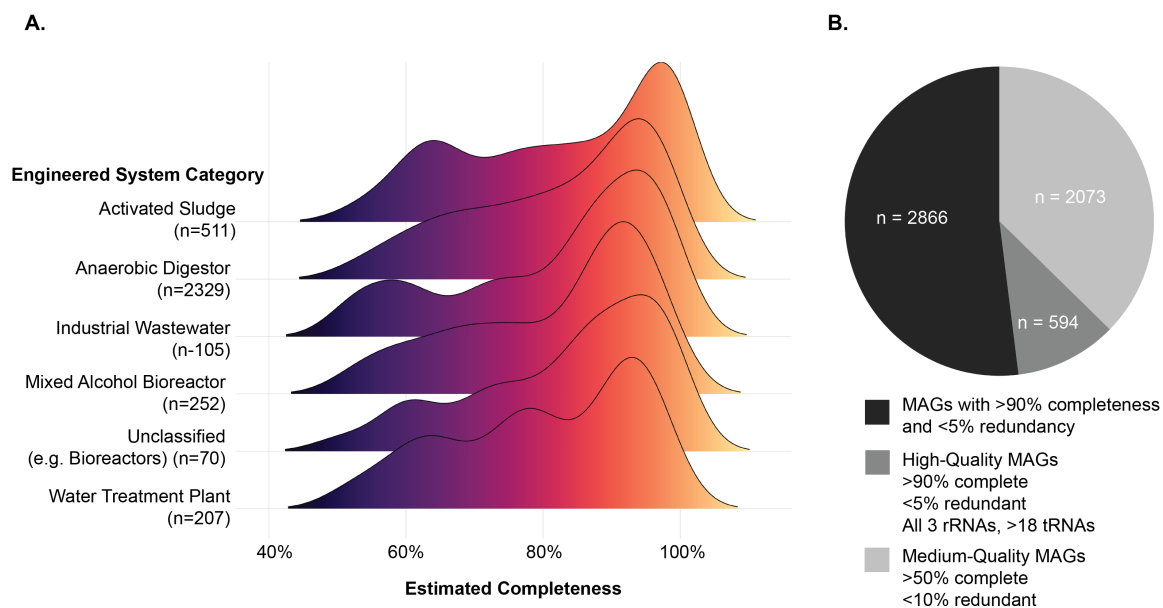 A.
Engineered System Category
Activated Sludge
(n=511)
Anaerobic Digestor
(n=2329)
Industrial Wastewater
(n-105)
Mixed Alcohol Bioreactor
(n=252)
Unclassified
(e.g. Bioreactors) (n=70)
Water Treatment Plant
(n=207)
40%
60%
80%
100%
Estimated Completeness
B.
n = 2866
n = 2073
n = 594
MAGs with >90% completeness
and <5% redundancy
High-Quality MAGs
>90% complete
<5% redundant
All 3 rRNAs, >18 tRNAs
Medium-Quality MAGs
>50% complete
<10% redundant